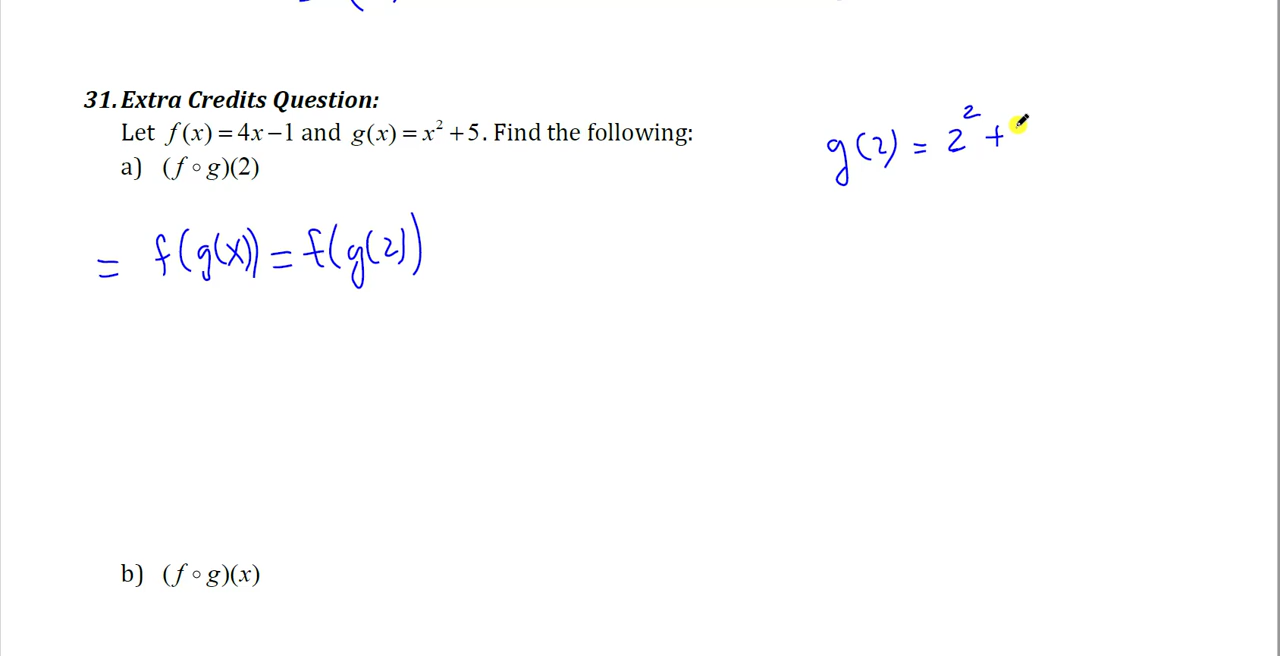 31. Extra Credits Question:
Let f(x) = 4x − 1 and g(x) = x² + 5. Find the following:
a) (f ∘ g)(2)
g(2) = 2² +
= f(g(x)) = f(g(2))
b) (f ∘ g)(x)